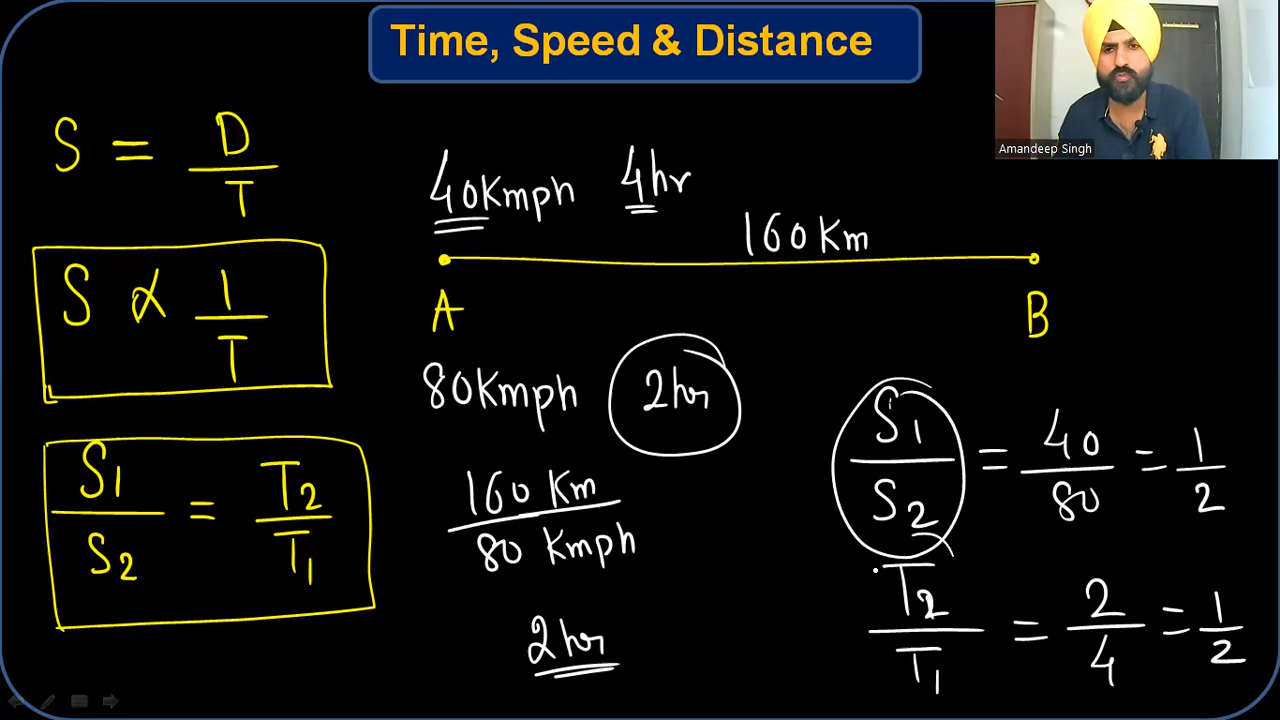 Time, Speed & Distance
Amandeep Singh
S = D/T
S ∝ 1/T
S1/S2 = T2/T1
40Kmph 4hr
160 Km
A B
80Kmph 2hr
160 Km
80 Kmph
2hr
S1/S2 = 40/80 = 1/2
T2/T1 = 2/4 = 1/2